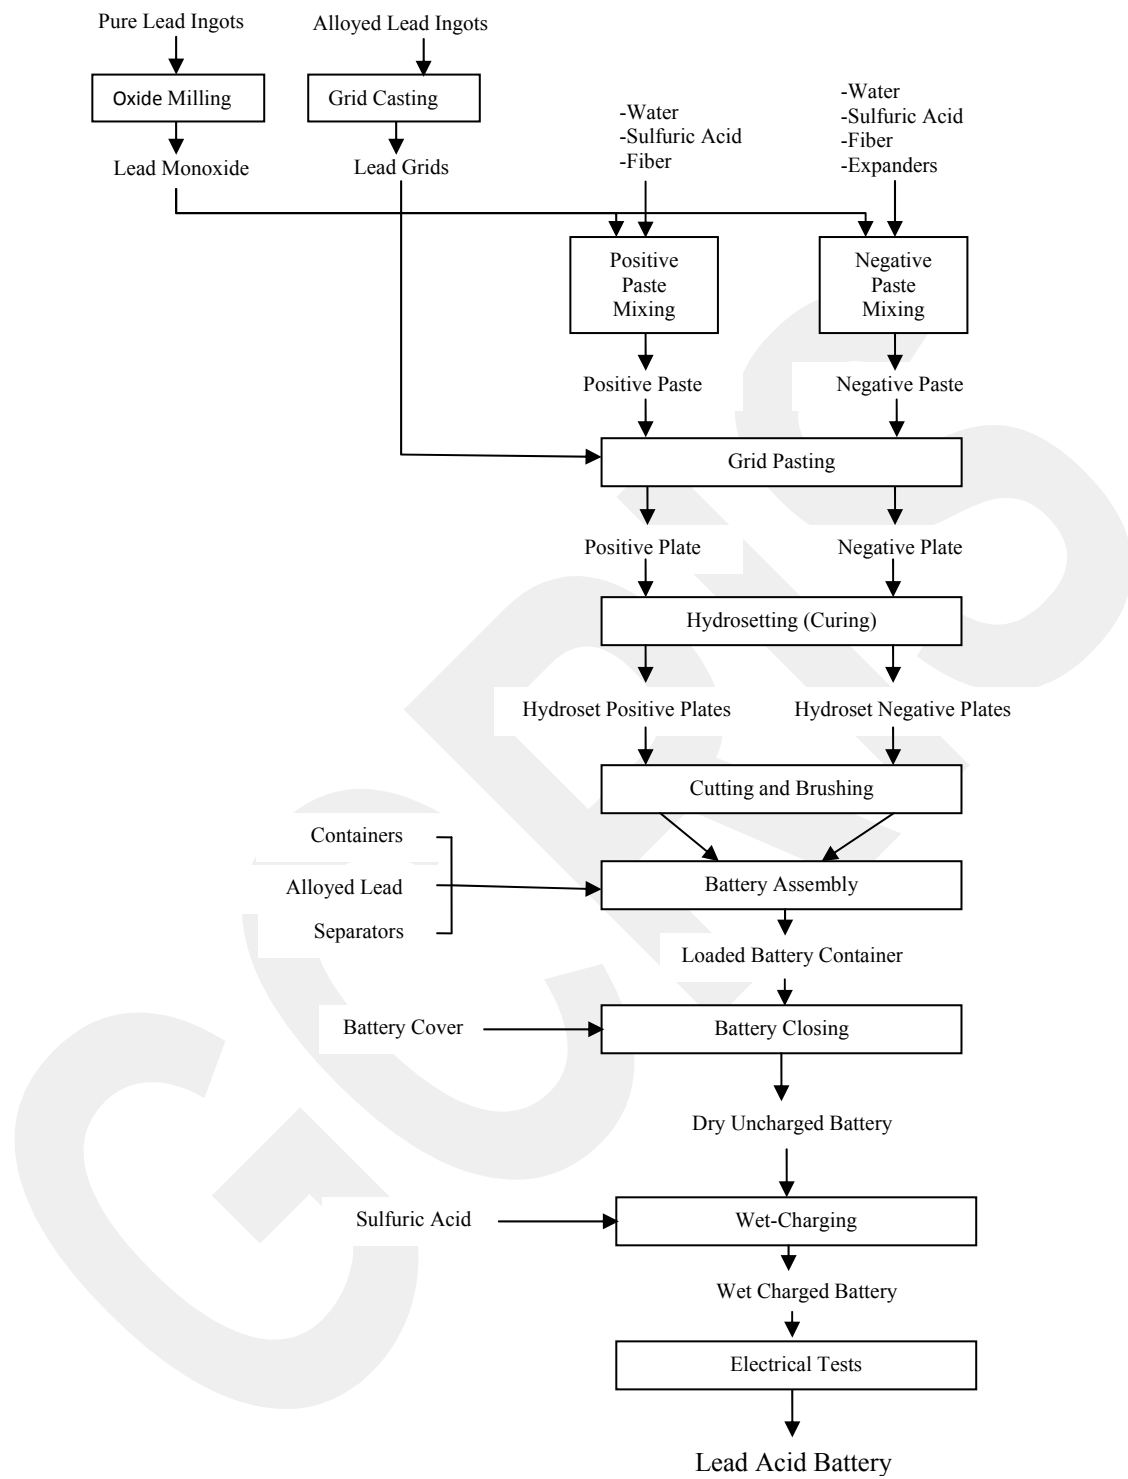 Pure Lead Ingots
Alloyed Lead Ingots
Oxide Milling
Grid Casting
-Water
-Sulfuric Acid
-Fiber
-Water
-Sulfuric Acid
-Fiber
-Expanders
Lead Monoxide
Lead Grids
Positive
Paste
Mixing
Negative
Paste
Mixing
Positive Paste
Negative Paste
Grid Pasting
Positive Plate
Negative Plate
Hydrosetting (Curing)
Hydroset Positive Plates
Hydroset Negative Plates
Cutting and Brushing
Containers
Alloyed Lead
Separators
Battery Assembly
Loaded Battery Container
Battery Cover
Battery Closing
Dry Uncharged Battery
Sulfuric Acid
Wet-Charging
Wet Charged Battery
Electrical Tests
Lead Acid Battery
GCRIS